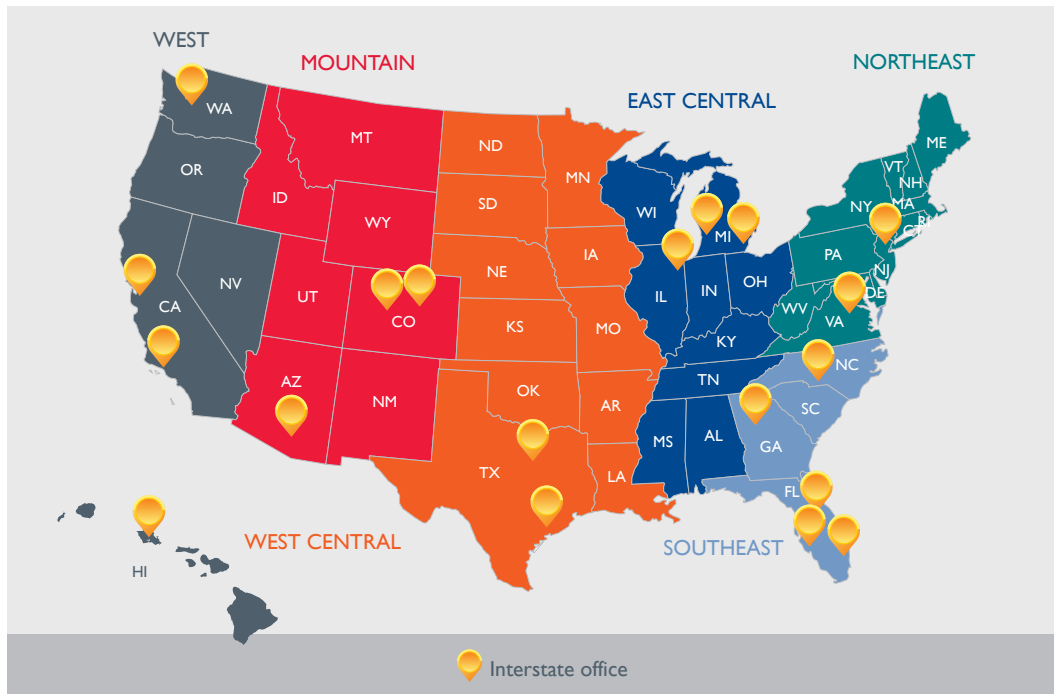 WEST
MOUNTAIN
NORTHEAST
EAST CENTRAL
WA
MT
ND
MN
ME
VT
NH
OR
ID
SD
WI
NY
MA
RI
CT
WY
MI
PA
NJ
NV
UT
NE
IA
OH
DE
CA
CO
IL
IN
WV
VA
KS
MO
KY
NC
AZ
NM
OK
AR
TN
SC
TX
LA
MS
AL
GA
FL
WEST CENTRAL
SOUTHEAST
HI
Interstate office